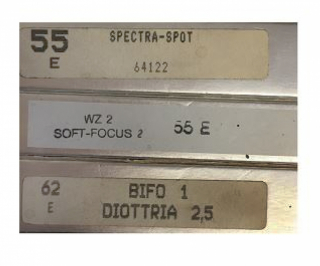 55 SPECTRA-SPOT
E 64122
WZ 2
SOFT-FOCUS 2 55 E
62 BIFO 1
E DIOTTRIA 2,5